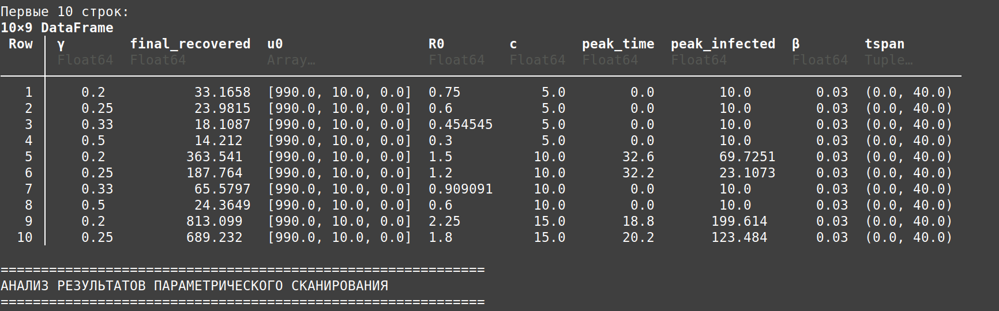 Первые 10 строк:
10×9 DataFrame
Row γ final_recovered u0 R0 c peak_time peak_infected β tspan
Float64 Float64 Array… Float64 Float64 Float64 Float64 Float64 Tuple…
1 0.2 33.1658 [990.0, 10.0, 0.0] 0.75 5.0 0.0 10.0 0.03 (0.0, 40.0)
2 0.25 23.9815 [990.0, 10.0, 0.0] 0.6 5.0 0.0 10.0 0.03 (0.0, 40.0)
3 0.33 18.1087 [990.0, 10.0, 0.0] 0.454545 5.0 0.0 10.0 0.03 (0.0, 40.0)
4 0.5 14.212 [990.0, 10.0, 0.0] 0.3 5.0 0.0 10.0 0.03 (0.0, 40.0)
5 0.2 363.541 [990.0, 10.0, 0.0] 1.5 10.0 32.6 69.7251 0.03 (0.0, 40.0)
6 0.25 187.764 [990.0, 10.0, 0.0] 1.2 10.0 32.2 23.1073 0.03 (0.0, 40.0)
7 0.33 65.5797 [990.0, 10.0, 0.0] 0.909091 10.0 0.0 10.0 0.03 (0.0, 40.0)
8 0.5 24.3649 [990.0, 10.0, 0.0] 0.6 10.0 0.0 10.0 0.03 (0.0, 40.0)
9 0.2 813.099 [990.0, 10.0, 0.0] 2.25 15.0 18.8 199.614 0.03 (0.0, 40.0)
10 0.25 689.232 [990.0, 10.0, 0.0] 1.8 15.0 20.2 123.484 0.03 (0.0, 40.0)
============================================================
АНАЛИЗ РЕЗУЛЬТАТОВ ПАРАМЕТРИЧЕСКОГО СКАНИРОВАНИЯ
============================================================